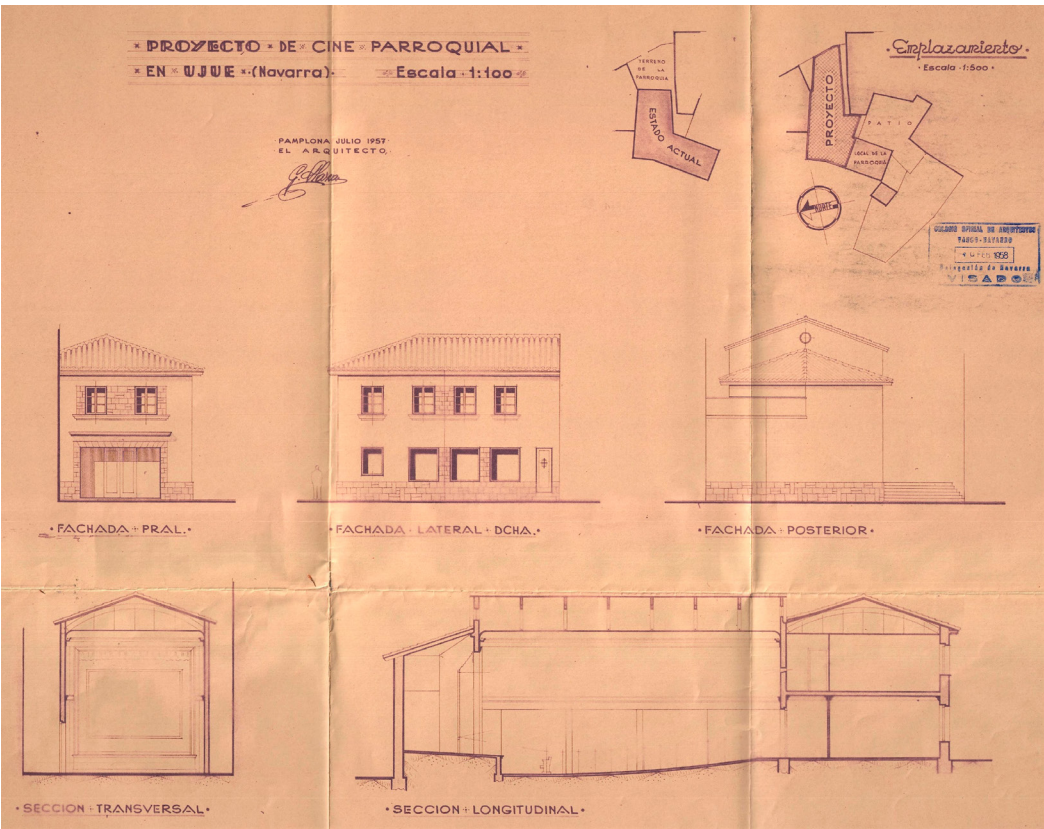 PROYECTO DE CINE PARROQUIAL
EN UJUE (Navarra). Escala 1:100
PAMPLONA JULIO 1957
EL ARQUITECTO,
TERRENO
DE LA
PARROQUIA
ESTADO ACTUAL
Emplazamiento
Escala 1:500
PROYECTO
PATIO
LOCAL DE LA
PARROQUIA
NORTE
COLEGIO OFICIAL DE ARQUITECTOS
VASCO-NAVARRO
1958
Delegación de Navarra
VISADO
FACHADA PRAL.
FACHADA LATERAL DCHA.
FACHADA POSTERIOR
SECCION TRANSVERSAL
SECCION LONGITUDINAL